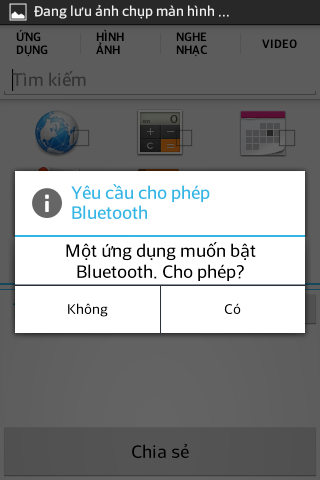 Đang lưu ảnh chụp màn hình ...
ỨNG DỤNG
HÌNH ẢNH
NGHE NHẠC
VIDEO
Tìm kiếm
Yêu cầu cho phép
Bluetooth
Một ứng dụng muốn bật
Bluetooth. Cho phép?
Không
Có
Chia sẻ